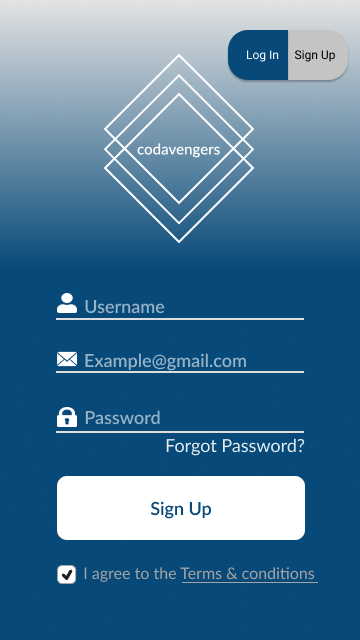 Log In Sign Up
codavengers
Username
Example@gmail.com
Password
Forgot Password?
Sign Up
I agree to the Terms & conditions